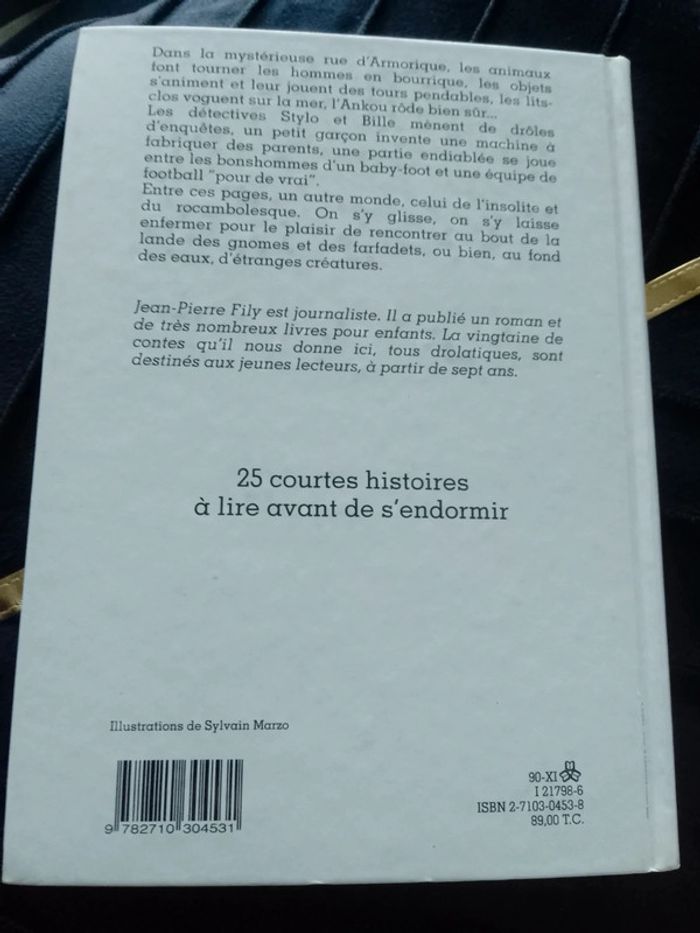 Dans la mystérieuse rue d'Armorique, les animaux
font tourner les hommes en bourrique, les objets
s'animent et leur jouent des tours pendables, les lits-
clos voguent sur la mer, l'Ankou rôde bien sûr...
Les détectives Stylo et Bille mènent de drôles
d'enquêtes, un petit garçon invente une machine à
fabriquer des parents, une partie endiablée se joue
entre les bonshommes d'un baby-foot et une équipe de
football "pour de vrai".
Entre ces pages, un autre monde, celui de l'insolite et
du rocambolesque. On s'y glisse, on s'y laisse
enfermer pour le plaisir de rencontrer au bout de la
lande des gnomes et des farfadets, ou bien, au fond
des eaux, d'étranges créatures.
Jean-Pierre Fily est journaliste. Il a publié un roman et
de très nombreux livres pour enfants. La vingtaine de
contes qu'il nous donne ici, tous drolatiques, sont
destinés aux jeunes lecteurs, à partir de sept ans.
25 courtes histoires
à lire avant de s'endormir
Illustrations de Sylvain Marzo
9 782710 304531
90-XI
I 21798-6
ISBN 2-7103-0453-8
89,00 T.C.